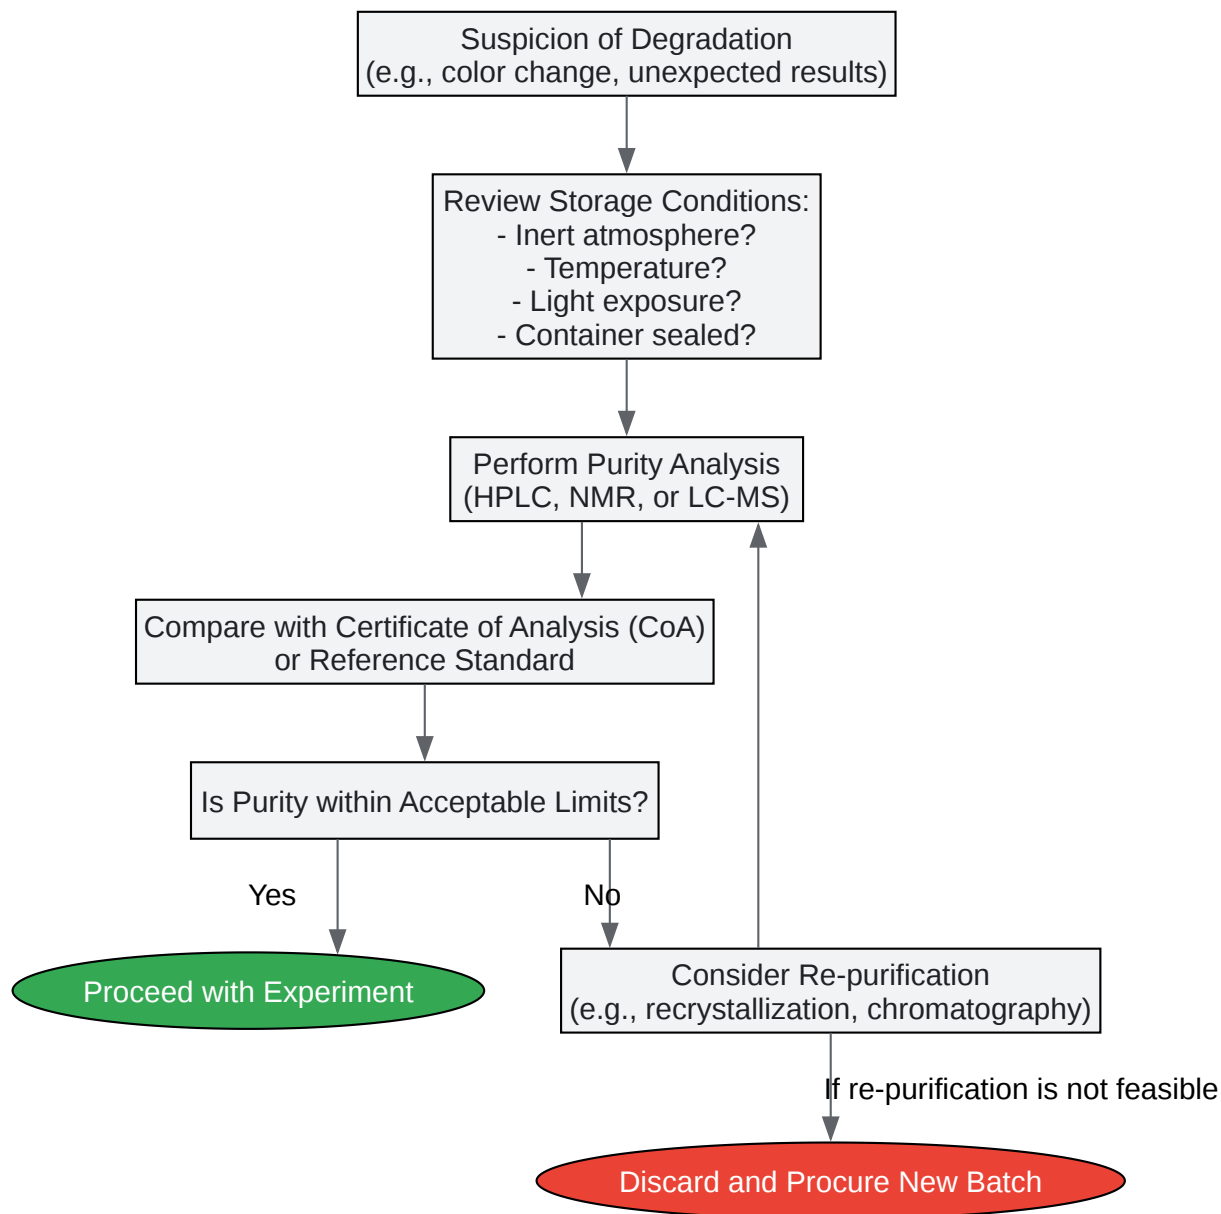 Suspicion of Degradation
(e.g., color change, unexpected results)
Review Storage Conditions:
- Inert atmosphere?
- Temperature?
- Light exposure?
- Container sealed?
Perform Purity Analysis
(HPLC, NMR, or LC-MS)
Compare with Certificate of Analysis (CoA)
or Reference Standard
Is Purity within Acceptable Limits?
Yes
No
Proceed with Experiment
Consider Re-purification
(e.g., recrystallization, chromatography)
If re-purification is not feasible
Discard and Procure New Batch